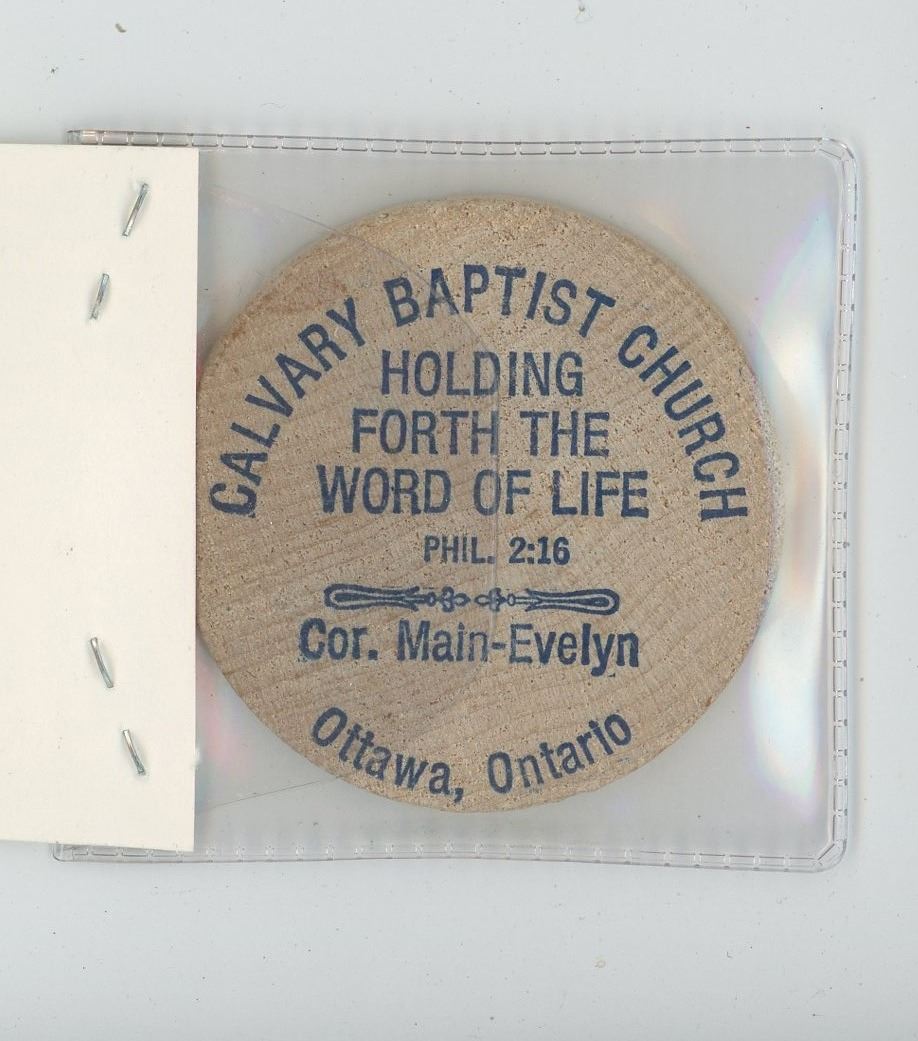 CALVARY BAPTIST CHURCH
HOLDING
FORTH THE
WORD OF LIFE
PHIL. 2:16
Cor. Main-Evelyn
Ottawa, Ontario